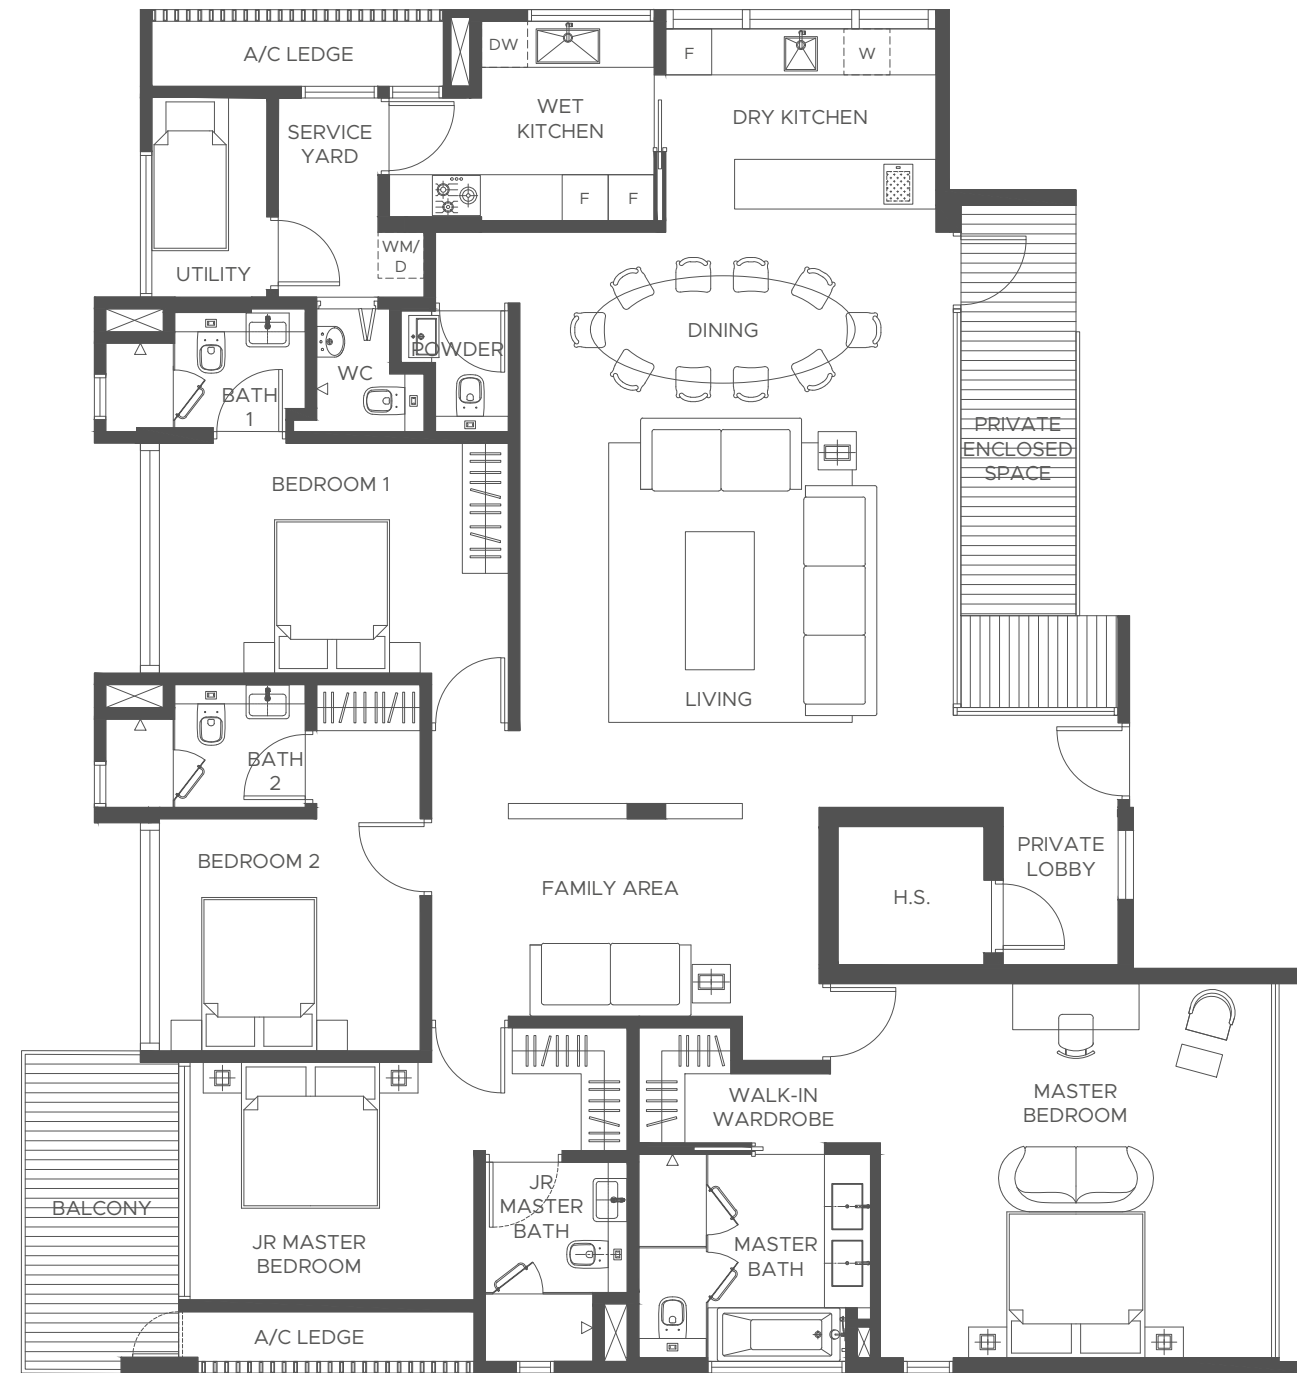 A/C LEDGE
DW
F
W
SERVICE
YARD
WET
KITCHEN
DRY KITCHEN
F
F
UTILITY
WM/
D
DINING
POWDER
WC
BATH
1
PRIVATE
ENCLOSED
SPACE
BEDROOM 1
LIVING
BATH
2
BEDROOM 2
FAMILY AREA
H.S.
PRIVATE
LOBBY
WALK-IN
WARDROBE
MASTER
BEDROOM
BALCONY
JR
MASTER
BATH
JR MASTER
BEDROOM
MASTER
BATH
A/C LEDGE